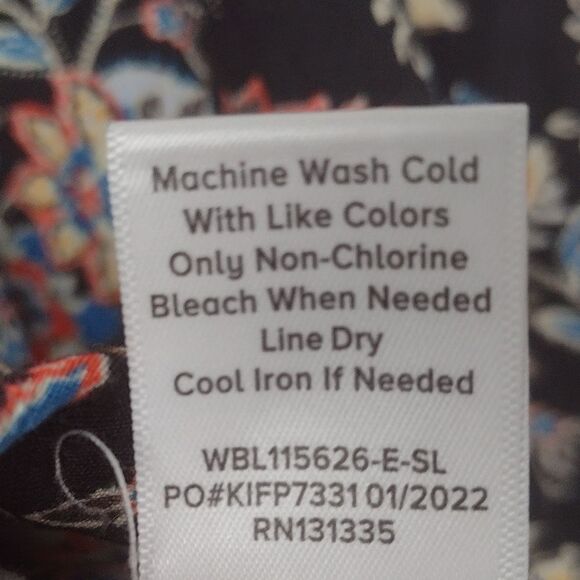 Machine Wash Cold
With Like Colors
Only Non-Chlorine
Bleach When Needed
Line Dry
Cool Iron If Needed
WBL115626-E-SL
PO#KIFP7331 01/2022
RN131335